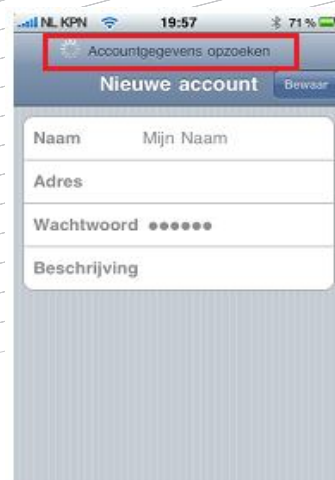 NL KPN 19:57 71 %
Accountgegevens opzoeken
Nieuwe account Bewaar
Naam Mijn Naam
Adres
Wachtwoord ●●●●●●
Beschrijving